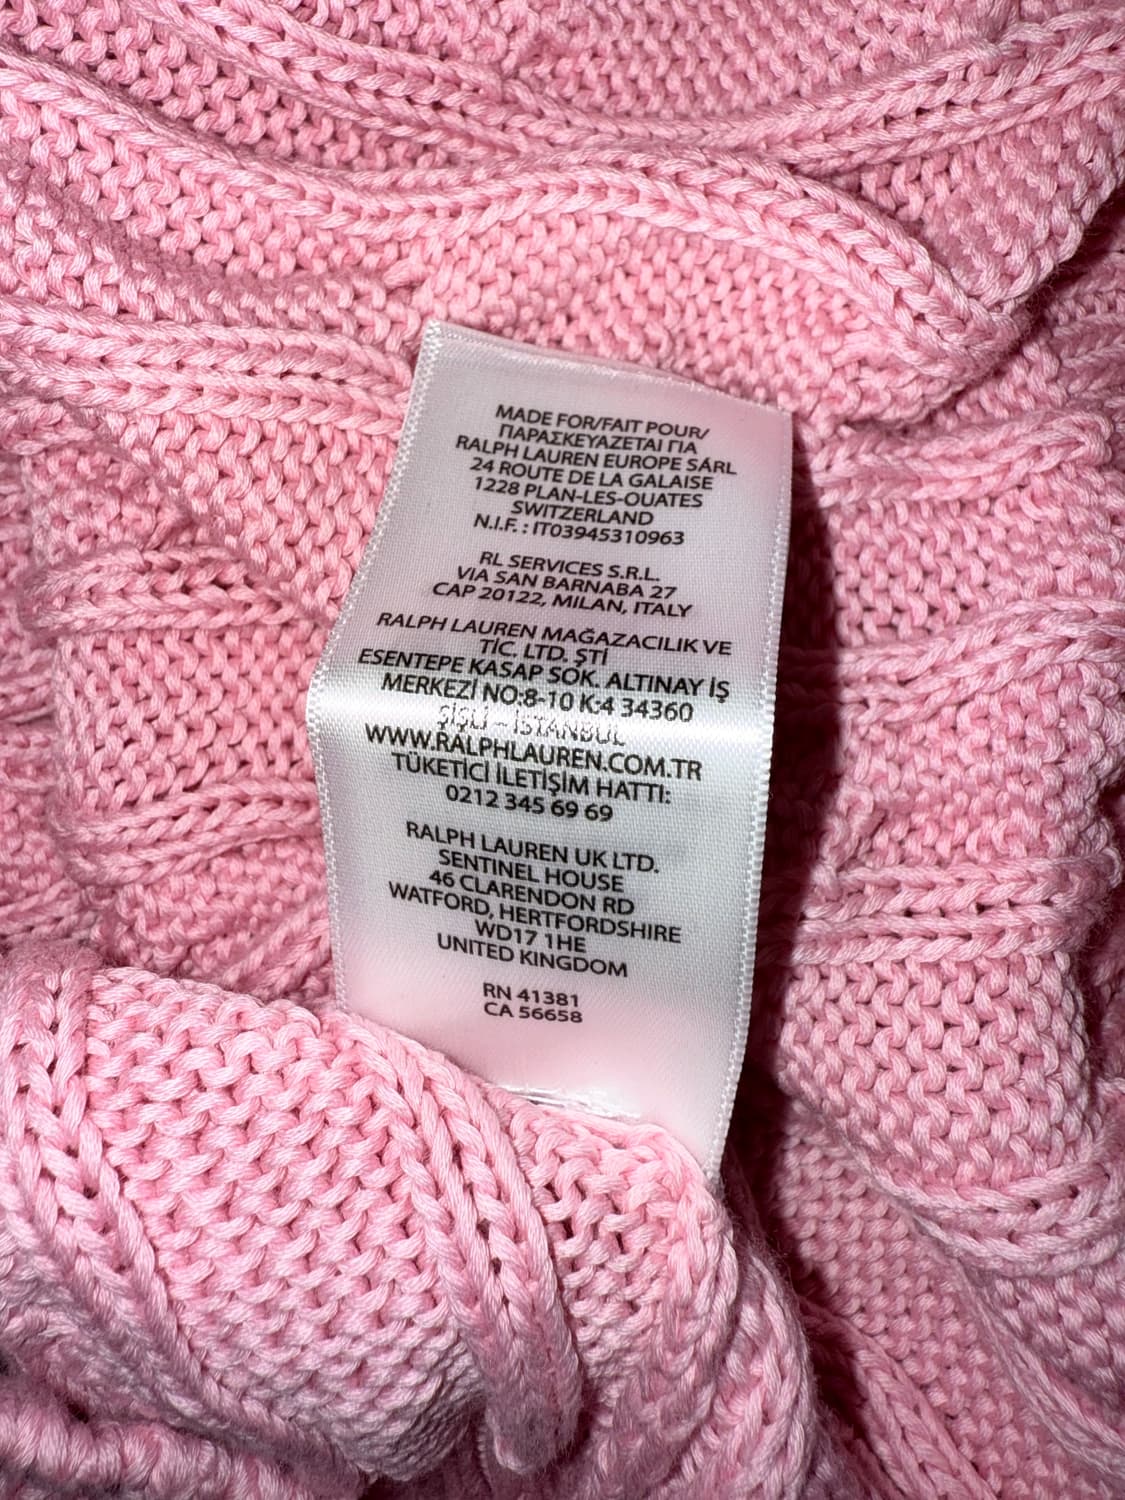 MADE FOR/FAIT POUR/
ΠΑΡΑΣΚΕΥΑΖΕΤΑΙ ΓΙΑ
RALPH LAUREN EUROPE SÀRL
24 ROUTE DE LA GALAISE
1228 PLAN-LES-OUATES
SWITZERLAND
N.I.F. : IT03945310963
RL SERVICES S.R.L.
VIA SAN BARNABA 27
CAP 20122, MILAN, ITALY
RALPH LAUREN MAĞAZACILIK VE
TİC. LTD. ŞTİ
ESENTEPE KASAP SOK. ALTINAY İŞ
MERKEZİ NO:8-10 K:4 34360
ŞİŞLİ – İSTANBUL
WWW.RALPHLAUREN.COM.TR
TÜKETİCİ İLETİŞİM HATTI:
0212 345 69 69
RALPH LAUREN UK LTD.
SENTINEL HOUSE
46 CLARENDON RD
WATFORD, HERTFORDSHIRE
WD17 1HE
UNITED KINGDOM
RN 41381
CA 56658